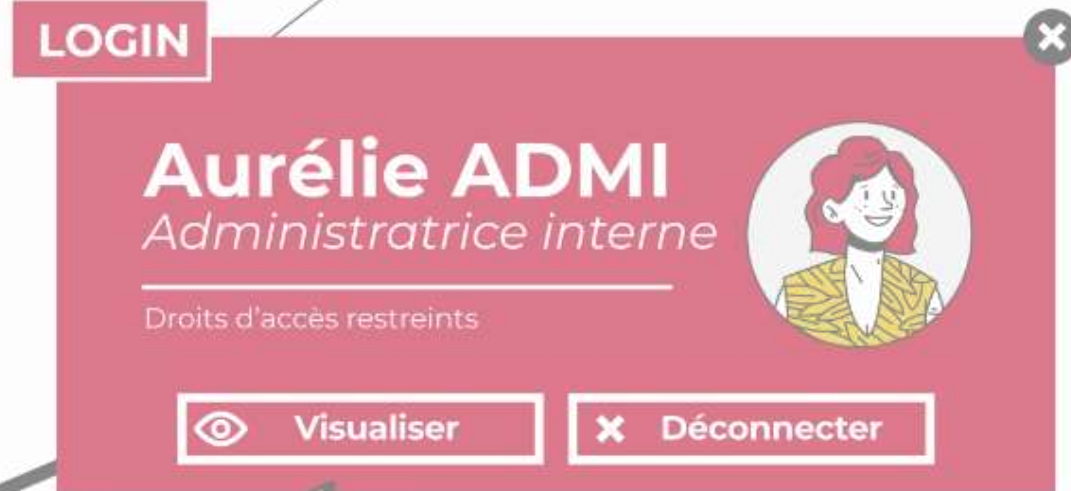 LOGIN
Aurélie ADMI
Administratrice interne
Droits d'accès restreints
Visualiser
Déconnecter